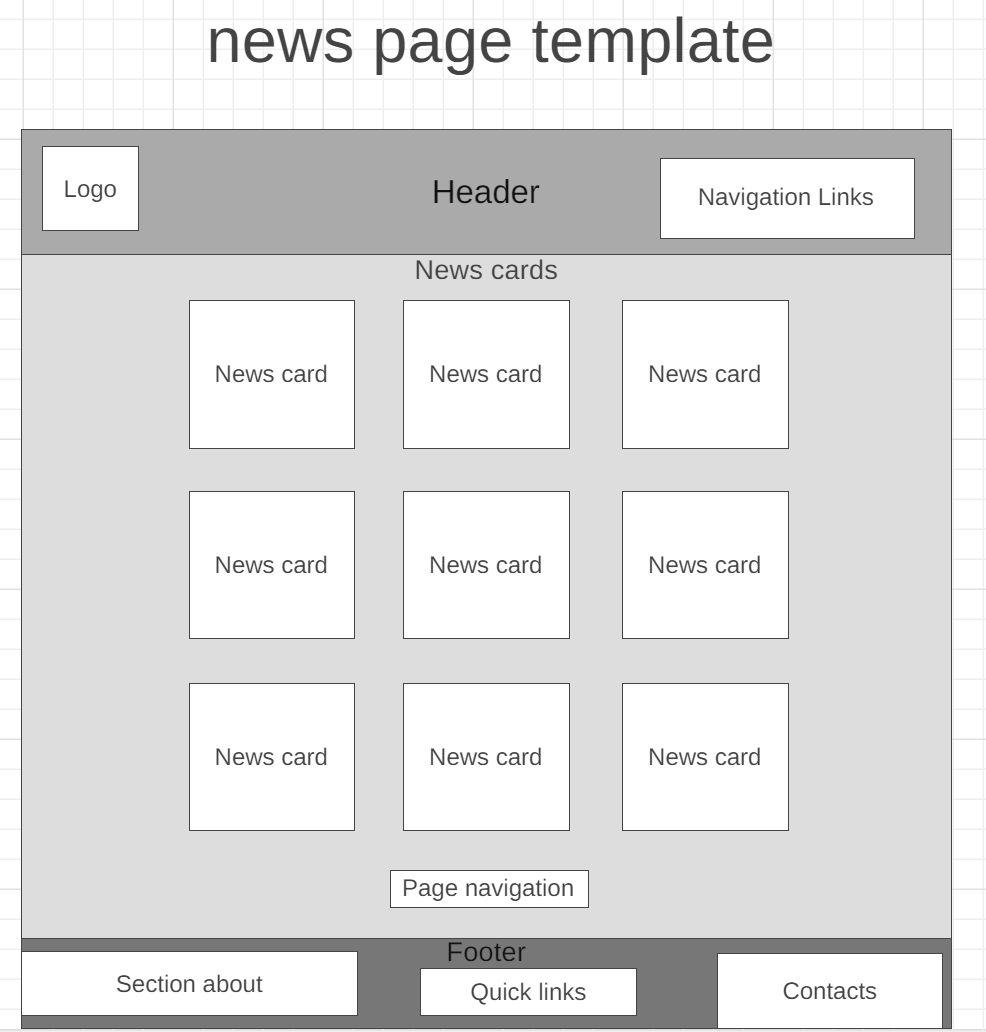 news page template
Logo
Header
Navigation Links
News cards
News card
News card
News card
News card
News card
News card
News card
News card
News card
Page navigation
Footer
Section about
Quick links
Contacts